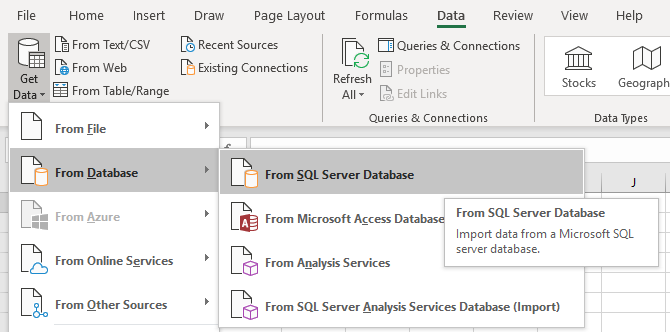 File Home Insert Draw Page Layout Formulas Data Review View Help
From Text/CSV Recent Sources Queries & Connections
From Web Existing Connections Properties
From Table/Range Edit Links
Get Data
Refresh All
Stocks
Geograph
Queries & Connections Data Types
From File
From Database
From Azure
From Online Services
From Other Sources
From SQL Server Database
From Microsoft Access Database
From Analysis Services
From SQL Server Analysis Services Database (Import)
J
From SQL Server Database
Import data from a Microsoft SQL
server database.